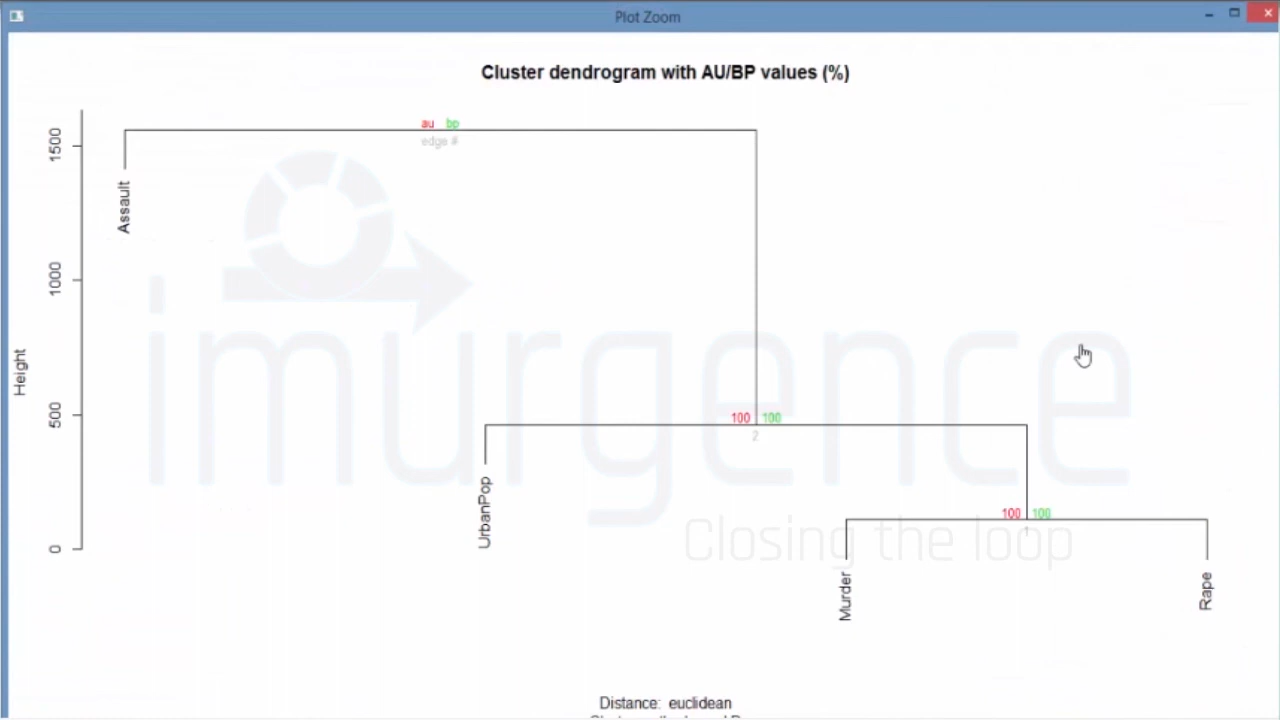 Plot Zoom
Cluster dendrogram with AU/BP values (%)
au bp
edge #
1500
1000
500
0
Height
Assault
100 100
2
UrbanPop
100 100
1
Murder
Rape
imurgence
Closing the loop
Distance: euclidean